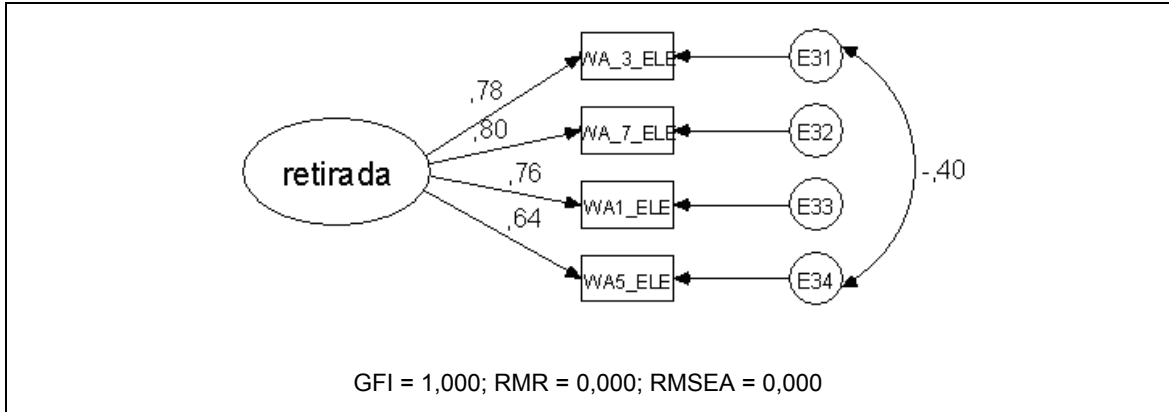 WA_3_ELE
E31
,78
,80
WA_7_ELE
E32
retirada
-,40
,76
WA1_ELE
E33
,64
WA5_ELE
E34
GFI = 1,000; RMR = 0,000; RMSEA = 0,000